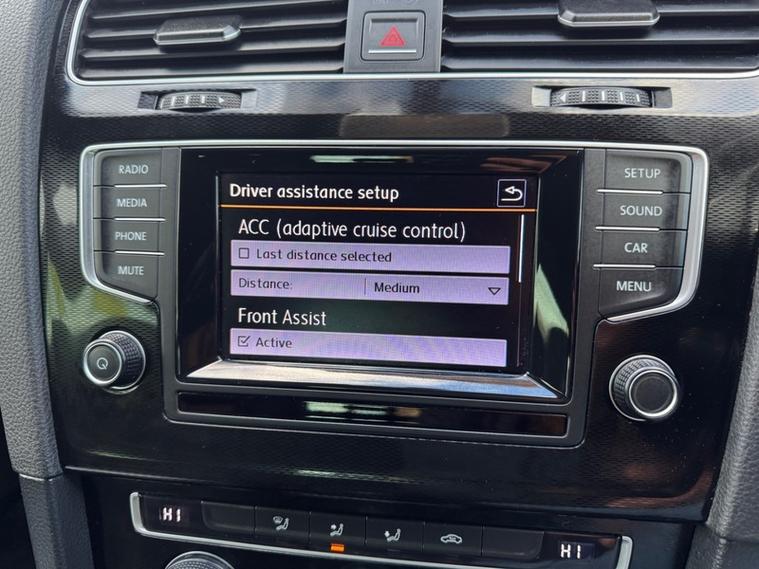 RADIO
MEDIA
PHONE
MUTE
Driver assistance setup
ACC (adaptive cruise control)
Last distance selected
Distance: Medium
Front Assist
Active
SETUP
SOUND
CAR
MENU
HI
HI